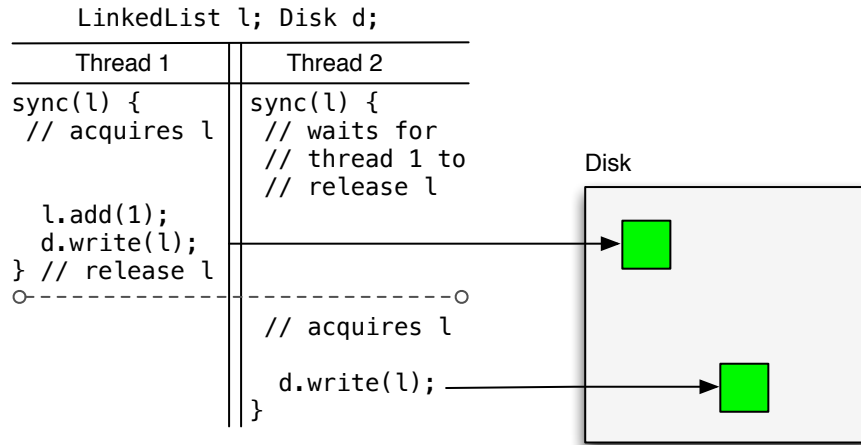 LinkedList l; Disk d;
Thread 1
Thread 2
sync(l) {
// acquires l
l.add(1);
d.write(l);
} // release l
sync(l) {
// waits for
// thread 1 to
// release l
// acquires l
d.write(l);
}
Disk